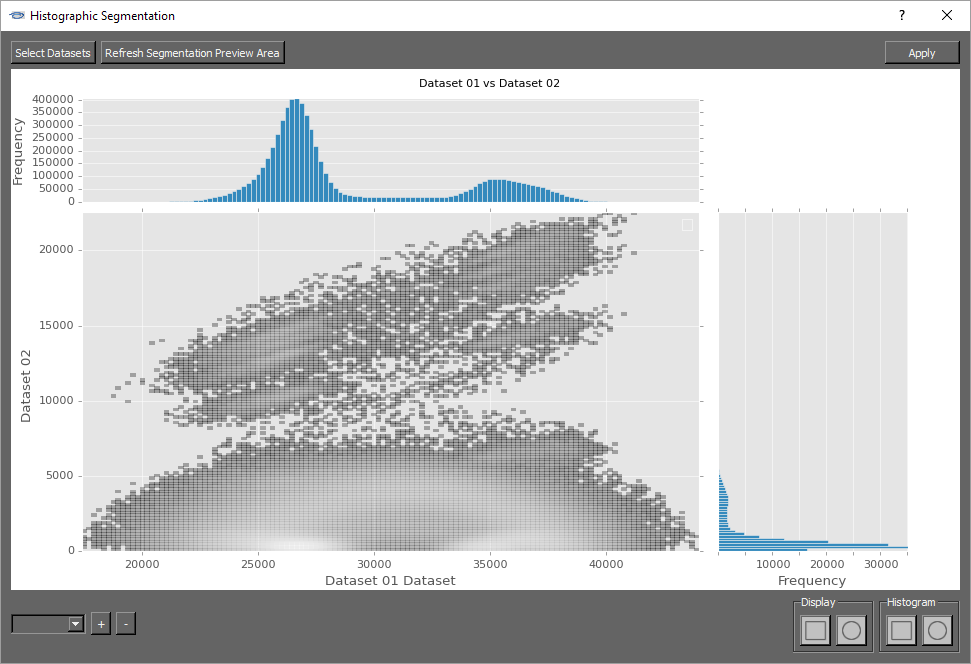 Histographic Segmentation
?
Select Datasets
Refresh Segmentation Preview Area
Apply
Dataset 01 vs Dataset 02
400000
350000
300000
250000
200000
150000
100000
50000
0
Frequency
20000
15000
10000
5000
0
Dataset 02
20000 25000 30000 35000 40000
Dataset 01 Dataset
10000 20000 30000
Frequency
+
-
Display
Histogram